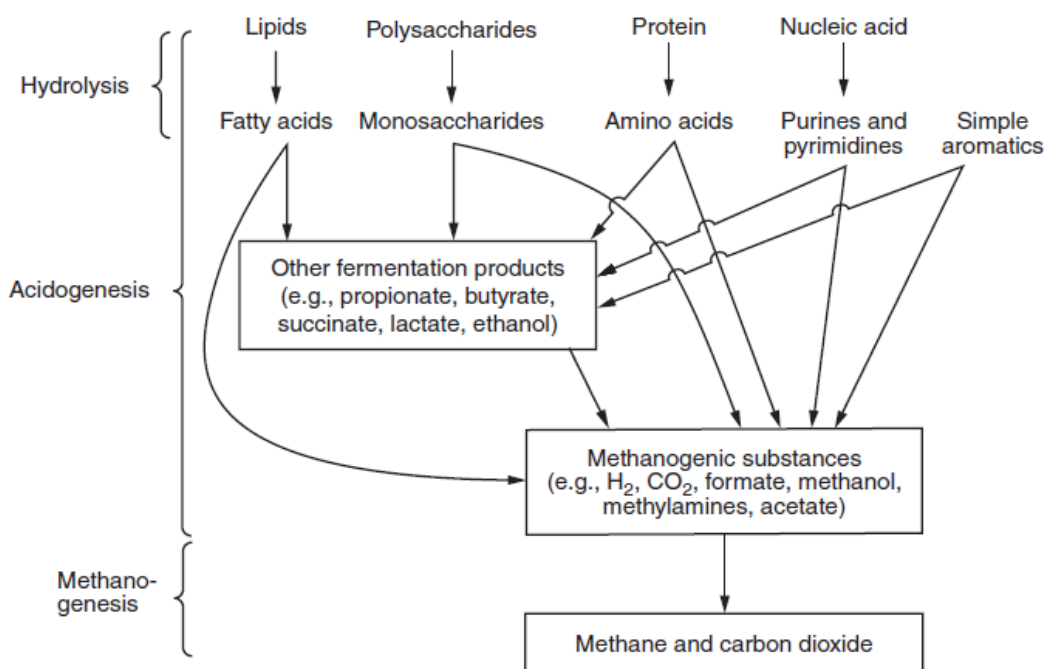 Lipids
Polysaccharides
Protein
Nucleic acid
Hydrolysis
Fatty acids
Monosaccharides
Amino acids
Purines and
pyrimidines
Simple
aromatics
Acidogenesis
Other fermentation products
(e.g., propionate, butyrate,
succinate, lactate, ethanol)
Methanogenic substances
(e.g., H₂, CO₂, formate, methanol,
methylamines, acetate)
Methano-
genesis
Methane and carbon dioxide